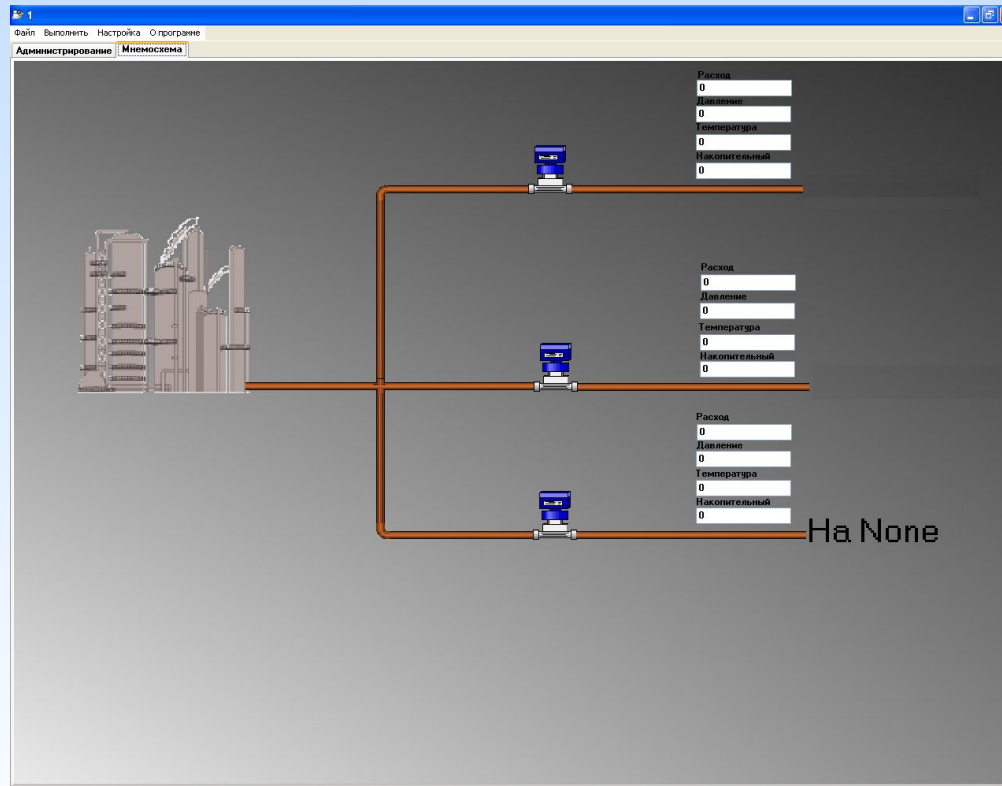 1
Файл Выполнить Настройка О програмне
Администрирование Мнемосхема
Расход
0
Давление
0
Температура
0
Накопительный
0
Расход
0
Давление
0
Температура
0
Накопительный
0
Расход
0
Давление
0
Температура
0
Накопительный
0
На None